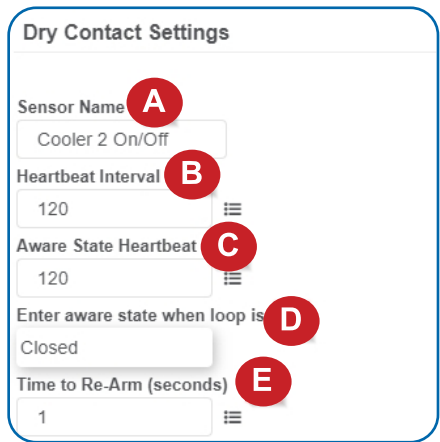 Dry Contact Settings
Sensor Name A
Cooler 2 On/Off
Heartbeat Interval B
120
Aware State Heartbeat C
120
Enter aware state when loop is D
Closed
Time to Re-Arm (seconds) E
1